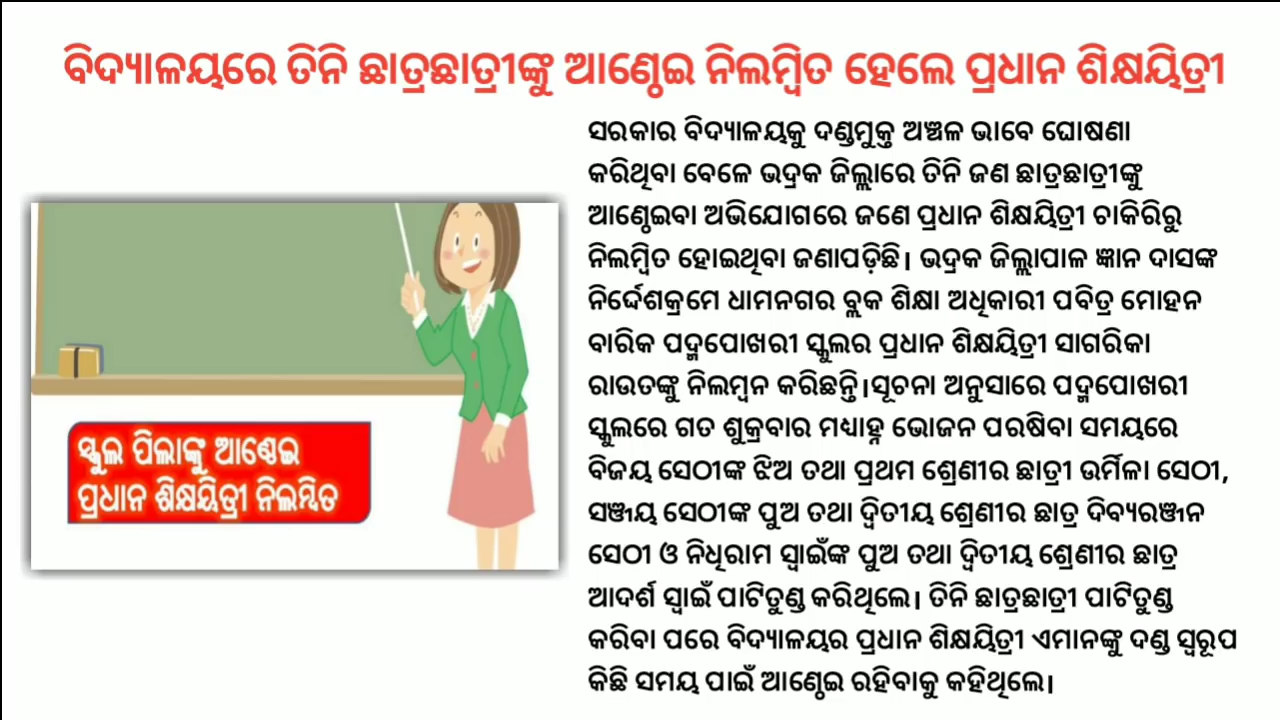 ବିଦ୍ୟାଳୟରେ ତିନି ଛାତ୍ରଛାତ୍ରୀଙ୍କୁ ଆଣ୍ଠେଇ ନିଲମ୍ବିତ ହେଲେ ପ୍ରଧାନ ଶିକ୍ଷୟିତ୍ରୀ
ସ୍କୁଲ ପିଲାଙ୍କୁ ଆଣ୍ଠେଇ
ପ୍ରଧାନ ଶିକ୍ଷୟିତ୍ରୀ ନିଲମ୍ବିତ
ସରକାର ବିଦ୍ୟାଳୟକୁ ଦଣ୍ଡମୁକ୍ତ ଅଞ୍ଚଳ ଭାବେ ଘୋଷଣା
କରିଥିବା ବେଳେ ଭଦ୍ରକ ଜିଲ୍ଲାରେ ତିନି ଜଣ ଛାତ୍ରଛାତ୍ରୀଙ୍କୁ
ଆଣ୍ଠେଇବା ଅଭିଯୋଗରେ ଜଣେ ପ୍ରଧାନ ଶିକ୍ଷୟିତ୍ରୀ ଚାକିରିରୁ
ନିଲମ୍ବିତ ହୋଇଥିବା ଜଣାପଡ଼ିଛି। ଭଦ୍ରକ ଜିଲ୍ଲାପାଳ ଜ୍ଞାନ ଦାସଙ୍କ
ନିର୍ଦ୍ଦେଶକ୍ରମେ ଧାମନଗର ବ୍ଲକ ଶିକ୍ଷା ଅଧିକାରୀ ପବିତ୍ର ମୋହନ
ବାରିକ ପଦ୍ମପୋଖରୀ ସ୍କୁଲର ପ୍ରଧାନ ଶିକ୍ଷୟିତ୍ରୀ ସାଗରିକା
ରାଉତଙ୍କୁ ନିଲମ୍ବନ କରିଛନ୍ତି।ସୂଚନା ଅନୁସାରେ ପଦ୍ମପୋଖରୀ
ସ୍କୁଲରେ ଗତ ଶୁକ୍ରବାର ମଧ୍ୟାହ୍ନ ଭୋଜନ ପରଷିବା ସମୟରେ
ବିଜୟ ସେଠୀଙ୍କ ଝିଅ ତଥା ପ୍ରଥମ ଶ୍ରେଣୀର ଛାତ୍ରୀ ଉର୍ମିଳା ସେଠୀ,
ସଞ୍ଜୟ ସେଠୀଙ୍କ ପୁଅ ତଥା ଦ୍ୱିତୀୟ ଶ୍ରେଣୀର ଛାତ୍ର ଦିବ୍ୟରଞ୍ଜନ
ସେଠୀ ଓ ନିଧିରାମ ସ୍ୱାଇଁଙ୍କ ପୁଅ ତଥା ଦ୍ୱିତୀୟ ଶ୍ରେଣୀର ଛାତ୍ର
ଆଦର୍ଶ ସ୍ୱାଇଁ ପାଟିତୁଣ୍ଡ କରିଥିଲେ। ତିନି ଛାତ୍ରଛାତ୍ରୀ ପାଟିତୁଣ୍ଡ
କରିବା ପରେ ବିଦ୍ୟାଳୟର ପ୍ରଧାନ ଶିକ୍ଷୟିତ୍ରୀ ଏମାନଙ୍କୁ ଦଣ୍ଡ ସ୍ୱରୂପ
କିଛି ସମୟ ପାଇଁ ଆଣ୍ଠେଇ ରହିବାକୁ କହିଥିଲେ।